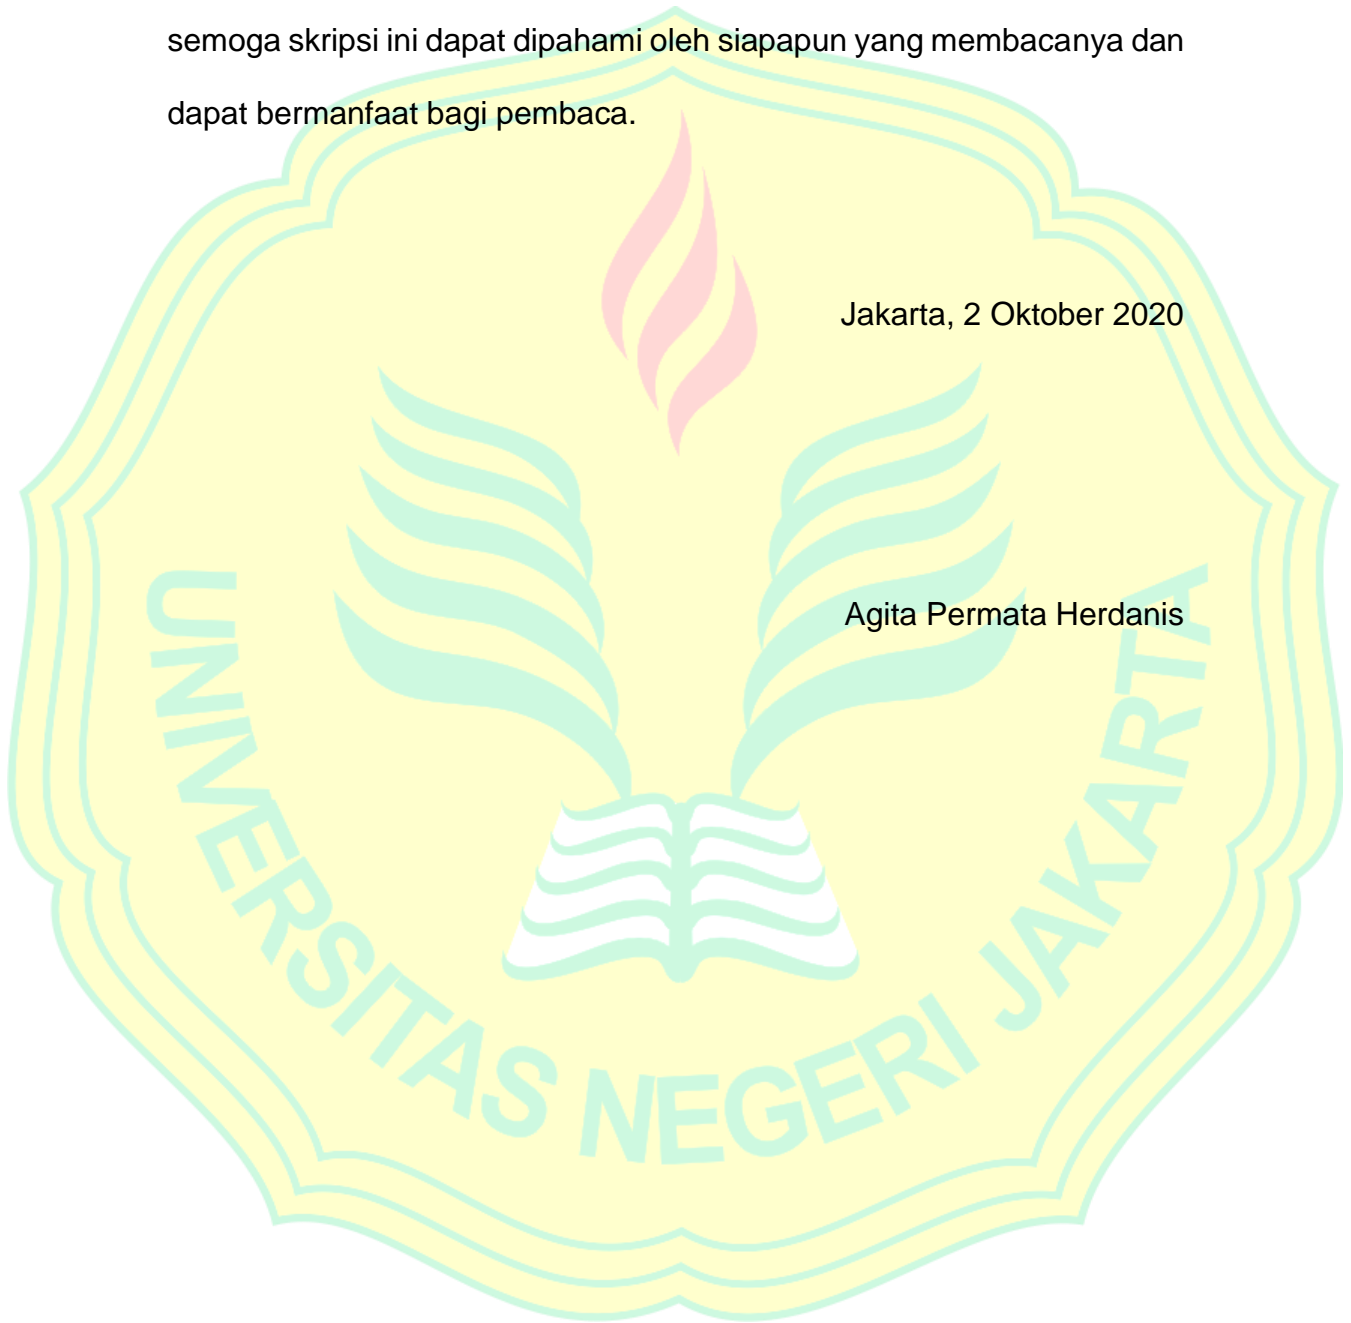 semoga skripsi ini dapat dipahami oleh siapapun yang membacanya dan
dapat bermanfaat bagi pembaca.
Jakarta, 2 Oktober 2020
Agita Permata Herdanis
UNIVERSITAS NEGERI JAKARTA